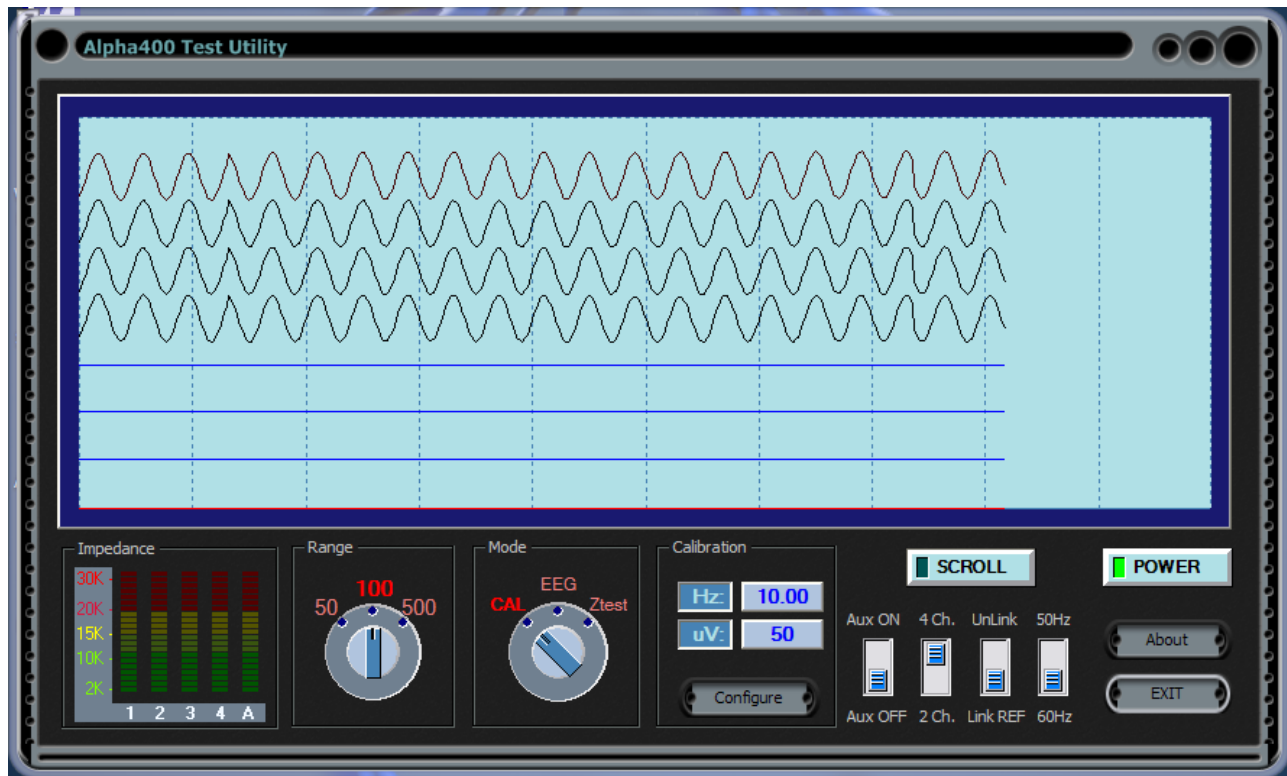 Alpha400 Test Utility
Impedance
30K
20K
15K
10K
2K
1 2 3 4 A
Range
50 100 500
Mode
CAL EEG Ztest
Calibration
Hz: 10.00
uV: 50
Configure
SCROLL
Aux ON 4 Ch. UnLink 50Hz
Aux OFF 2 Ch. Link REF 60Hz
POWER
About
EXIT